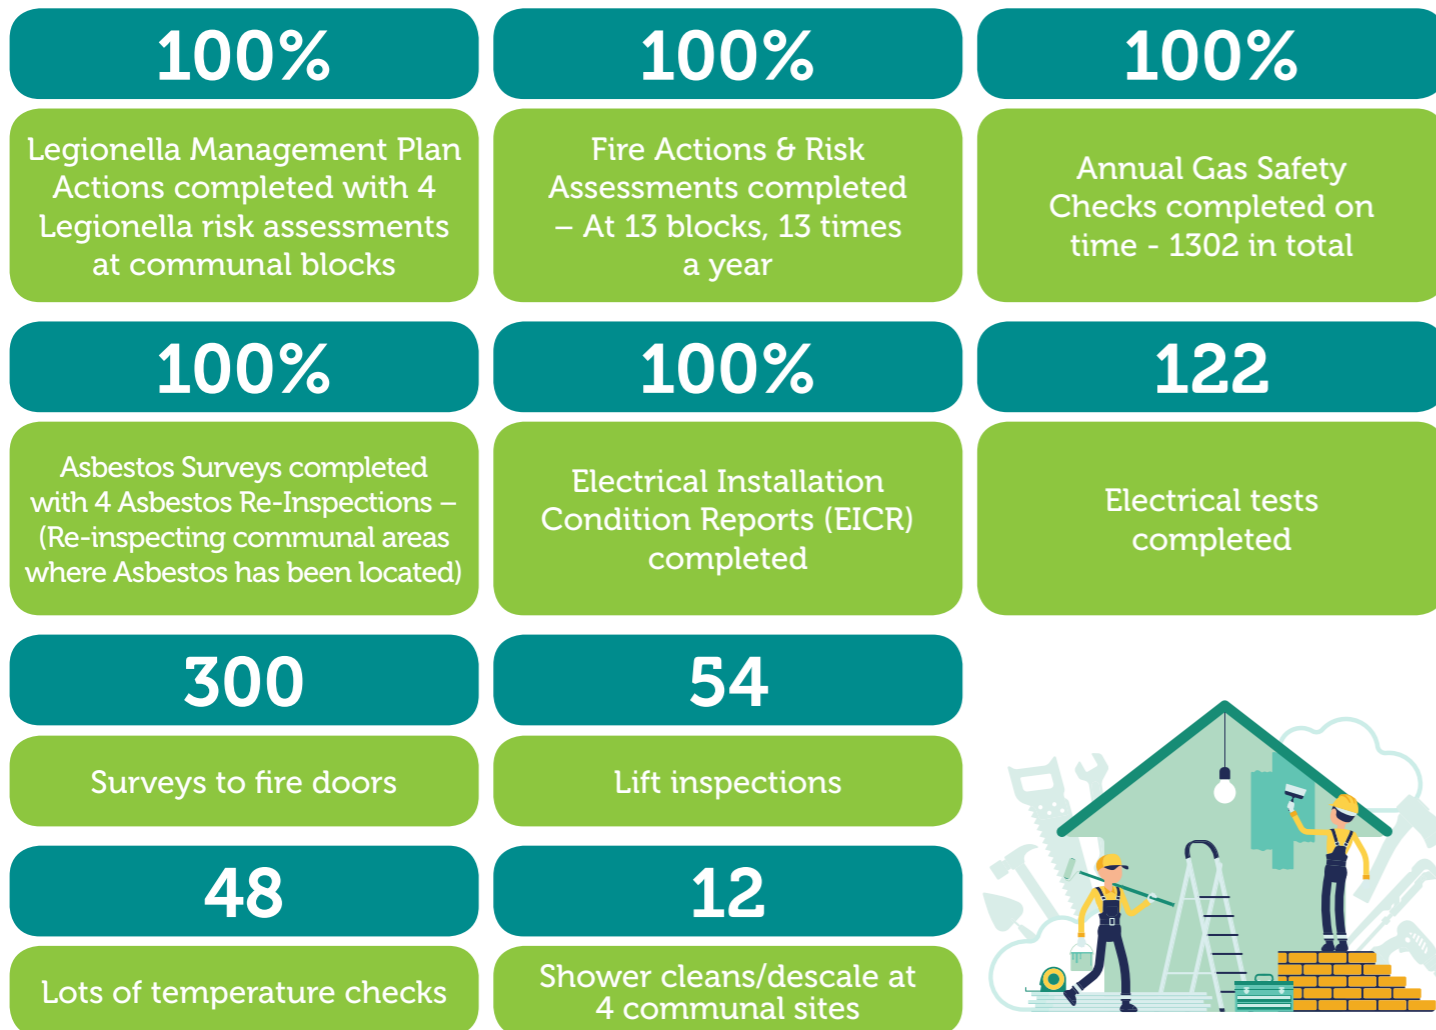 100%
Legionella Management Plan
Actions completed with 4
Legionella risk assessments
at communal blocks
100%
Fire Actions & Risk
Assessments completed
– At 13 blocks, 13 times
a year
100%
Annual Gas Safety
Checks completed on
time - 1302 in total
100%
Asbestos Surveys completed
with 4 Asbestos Re-Inspections –
(Re-inspecting communal areas
where Asbestos has been located)
100%
Electrical Installation
Condition Reports (EICR)
completed
122
Electrical tests
completed
300
Surveys to fire doors
54
Lift inspections
48
Lots of temperature checks
12
Shower cleans/descale at
4 communal sites